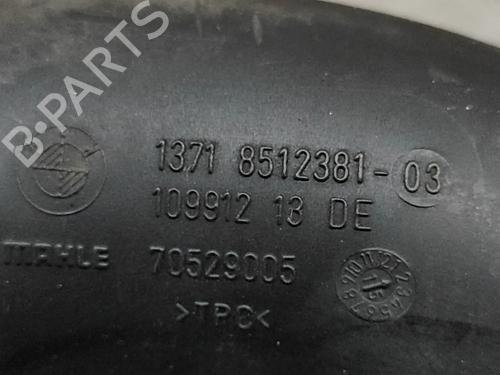 B-PARTS
1371 8512381-03
109912 13 DE
MAHLE 70529005
>TPC<